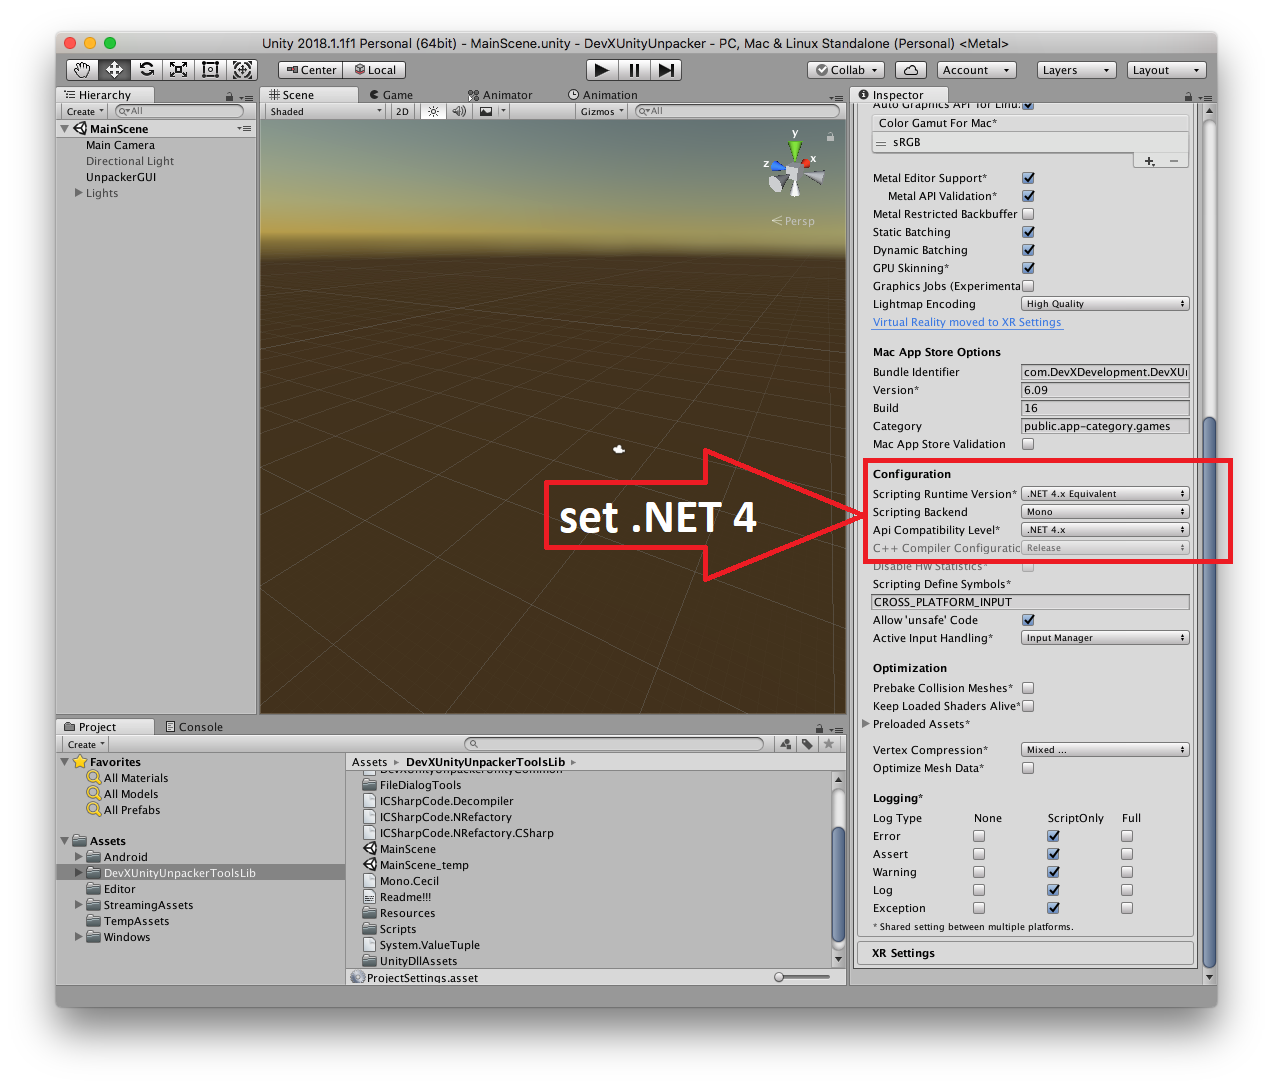 Unity 2018.1.1f1 Personal (64bit) - MainScene.unity - DevXUnityUnpacker - PC, Mac & Linux Standalone (Personal) <Metal>
Center Local
Collab Account Layers Layout
Hierarchy
Create All
MainScene
Main Camera
Directional Light
UnpackerGUI
Lights
Scene Game Animator Animation
Shaded 2D Gizmos All
y
z x
Persp
set .NET 4
Inspector
Auto Graphics API for Linu
Color Gamut For Mac*
sRGB
Metal Editor Support*
Metal API Validation*
Metal Restricted Backbuffer
Static Batching
Dynamic Batching
GPU Skinning*
Graphics Jobs (Experimenta
Lightmap Encoding High Quality
Virtual Reality moved to XR Settings
Mac App Store Options
Bundle Identifier com.DevXDevelopment.DevXUn
Version* 6.09
Build 16
Category public.app-category.games
Mac App Store Validation
Configuration
Scripting Runtime Version* .NET 4.x Equivalent
Scripting Backend Mono
Api Compatibility Level* .NET 4.x
C++ Compiler Configuratic Release
Disable HW Statistics*
Scripting Define Symbols*
CROSS_PLATFORM_INPUT
Allow 'unsafe' Code
Active Input Handling* Input Manager
Optimization
Prebake Collision Meshes*
Keep Loaded Shaders Alive*
Preloaded Assets*
Vertex Compression* Mixed ...
Optimize Mesh Data*
Logging*
Log Type None ScriptOnly Full
Error
Assert
Warning
Log
Exception
* Shared setting between multiple platforms.
XR Settings
Project Console
Create
Favorites
All Materials
All Models
All Prefabs
Assets
Android
DevXUnityUnpackerToolsLib
Editor
StreamingAssets
TempAssets
Windows
Assets DevXUnityUnpackerToolsLib
DevXUnityUnpackerUnityCommon
FileDialogTools
ICSharpCode.Decompiler
ICSharpCode.NRefactory
ICSharpCode.NRefactory.CSharp
MainScene
MainScene_temp
Mono.Cecil
Readme!!!
Resources
Scripts
System.ValueTuple
UnityDllAssets
ProjectSettings.asset